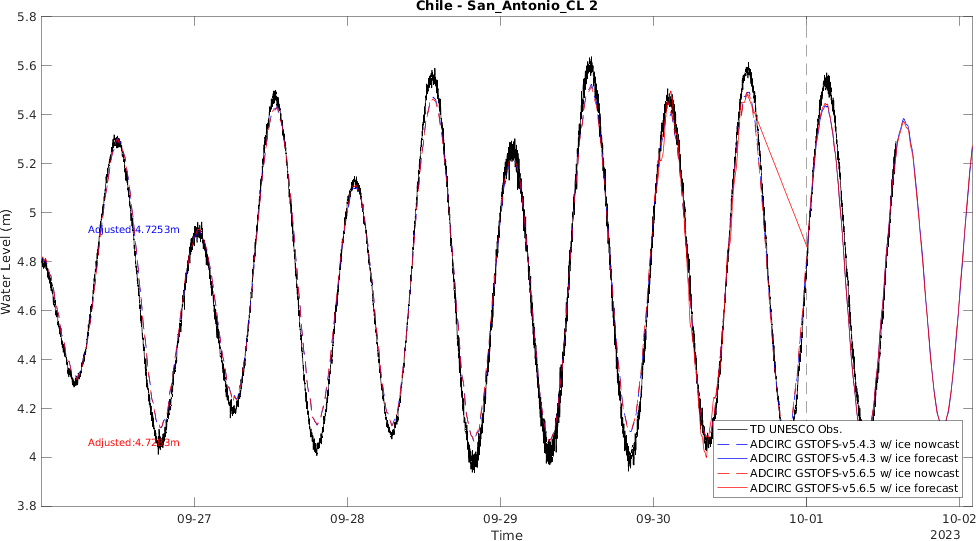 Chile - San_Antonio_CL 2
5.8
5.6
5.4
5.2
5
4.8
4.6
4.4
4.2
4
3.8
Water Level (m)
Adjusted:4.7253m
Adjusted:4.7253m
TD UNESCO Obs.
ADCIRC GSTOFS-v5.4.3 w/ ice nowcast
ADCIRC GSTOFS-v5.4.3 w/ ice forecast
ADCIRC GSTOFS-v5.6.5 w/ ice nowcast
ADCIRC GSTOFS-v5.6.5 w/ ice forecast
09-27
09-28
09-29
09-30
10-01
10-02
Time
2023